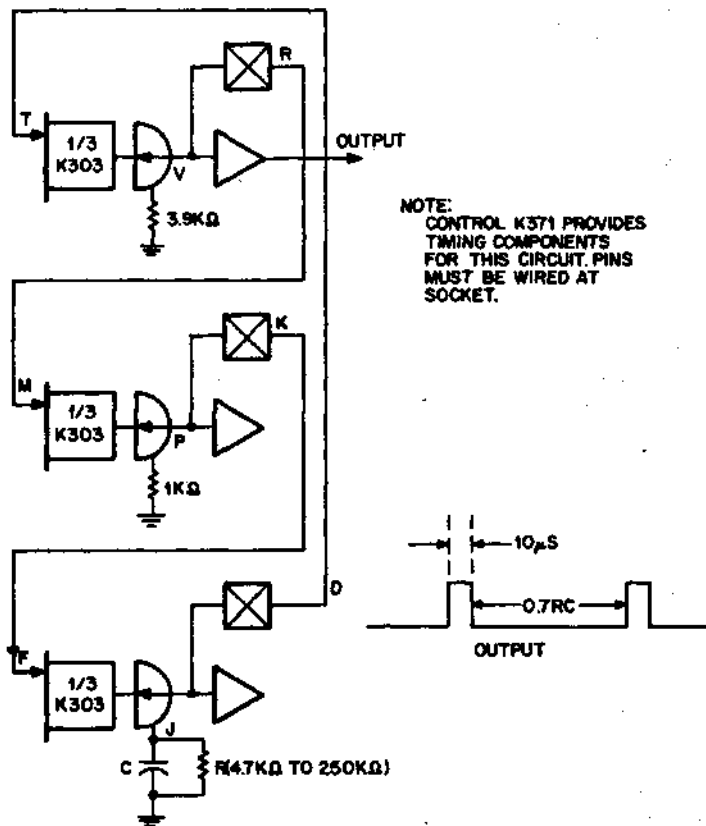 R
T
1/3
K303
V
OUTPUT
3.9KΩ
NOTE:
CONTROL K371 PROVIDES
TIMING COMPONENTS
FOR THIS CIRCUIT. PINS
MUST BE WIRED AT
SOCKET.
K
M
1/3
K303
P
1KΩ
10µS
D
0.7RC
F
OUTPUT
1/3
K303
J
C
R(4.7KΩ TO 250KΩ)